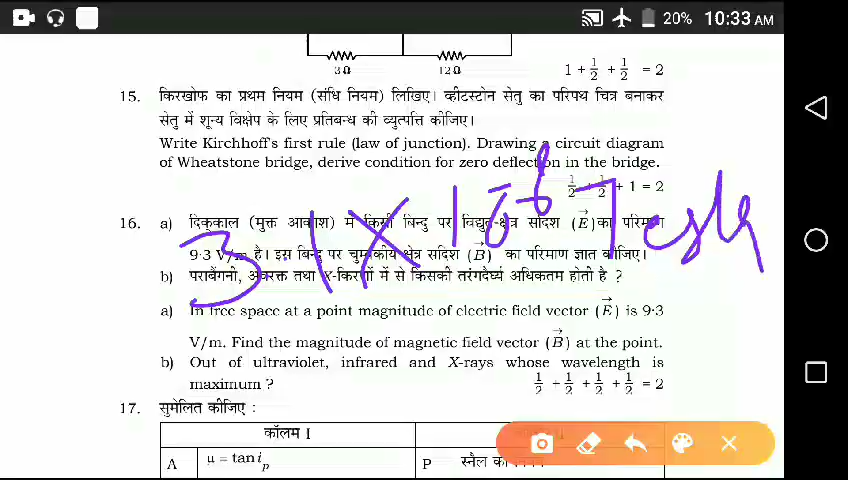 20% 10:33 AM
3Ω 12Ω
1 + 1/2 + 1/2 = 2
15. किरखोफ का प्रथम नियम (संधि नियम) लिखिए। व्हीटस्टोन सेतु का परिपथ चित्र बनाकर
सेतु में शून्य विक्षेप के लिए प्रतिबन्ध की व्युत्पत्ति कीजिए।
Write Kirchhoff's first rule (law of junction). Drawing a circuit diagram
of Wheatstone bridge, derive condition for zero deflection in the bridge.
1/2 + 1/2 + 1 = 2
16. a) दिक्काल (मुक्त आकाश) में किसी बिन्दु पर विद्युत-क्षेत्र सदिश (E⃗) का परिमाण
9·3 V/m है। इस बिन्दु पर चुम्बकीय क्षेत्र सदिश (B⃗) का परिमाण ज्ञात कीजिए।
3·1 × 10⁻⁸ Tesla
b) पराबैंगनी, अवरक्त तथा X-किरणों में से किसकी तरंगदैर्घ्य अधिकतम होती है ?
a) In free space at a point magnitude of electric field vector (E⃗) is 9·3
V/m. Find the magnitude of magnetic field vector (B⃗) at the point.
b) Out of ultraviolet, infrared and X-rays whose wavelength is
maximum ? 1/2 + 1/2 + 1/2 + 1/2 = 2
17. सुमेलित कीजिए :
कॉलम I
A μ = tan i_p P स्नैल का